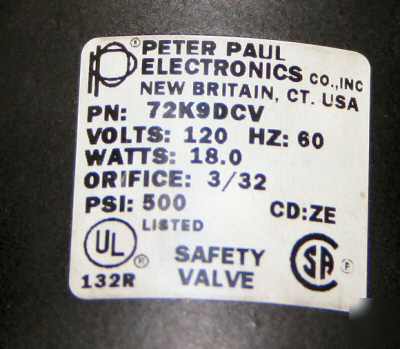 PETER PAUL
ELECTRONICS CO., INC
NEW BRITAIN, CT. USA
PN: 72K9DCV
VOLTS: 120 HZ: 60
WATTS: 18.0
ORIFICE: 3/32
PSI: 500 CD:ZE
LISTED
UL ®
132R
SAFETY
VALVE
SA